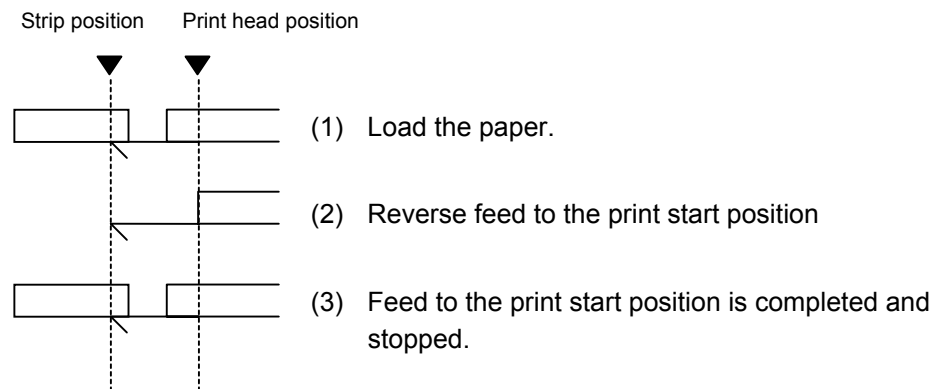 Strip position Print head position
(1) Load the paper.
(2) Reverse feed to the print start position
(3) Feed to the print start position is completed and
stopped.